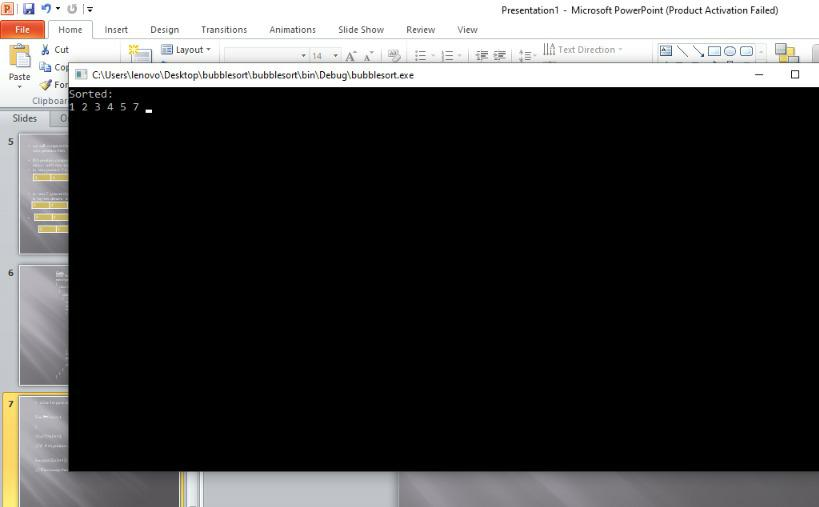 Presentation1 - Microsoft PowerPoint (Product Activation Failed)
File Home Insert Design Transitions Animations Slide Show Review View
Cut
Layout
14
Text Direction
Paste
Clipboar
C:\Users\lenovo\Desktop\bubblesort\bubblesort\bin\Debug\bubblesort.exe
Sorted:
1 2 3 4 5 7
Slides
5
6
7